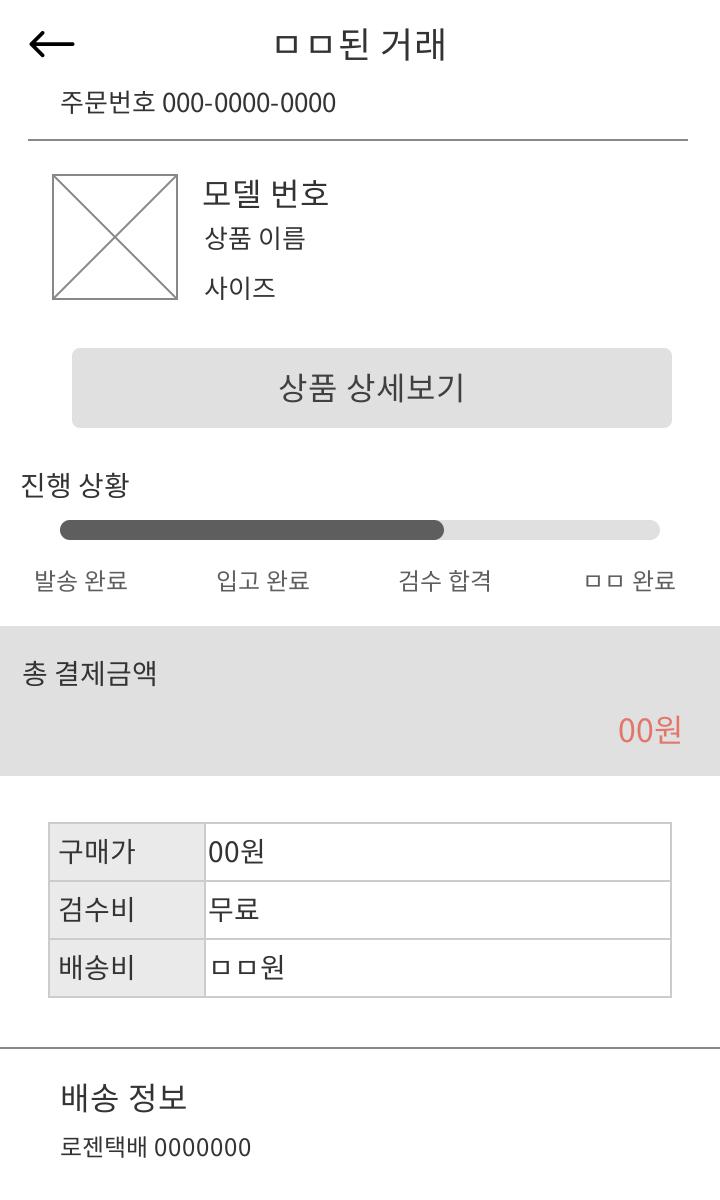 ㅁㅁ된 거래
주문번호 000-0000-0000
모델 번호
상품 이름
사이즈
상품 상세보기
진행 상황
발송 완료 입고 완료 검수 합격 ㅁㅁ 완료
총 결제금액
00원
구매가 00원
검수비 무료
배송비 ㅁㅁ원
배송 정보
로젠택배 0000000